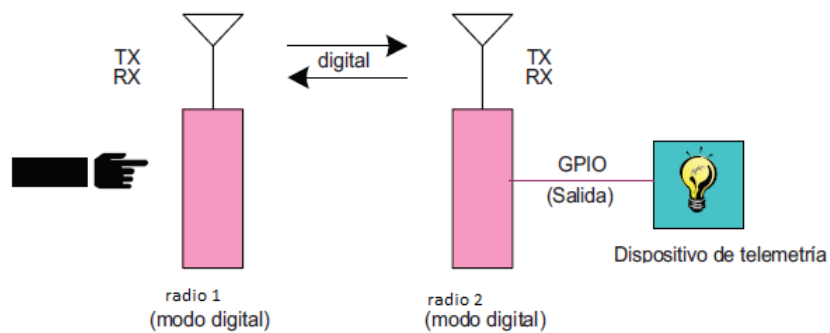 TX
RX
digital
TX
RX
GPIO
(Salida)
Dispositivo de telemetría
radio 1
(modo digital)
radio 2
(modo digital)